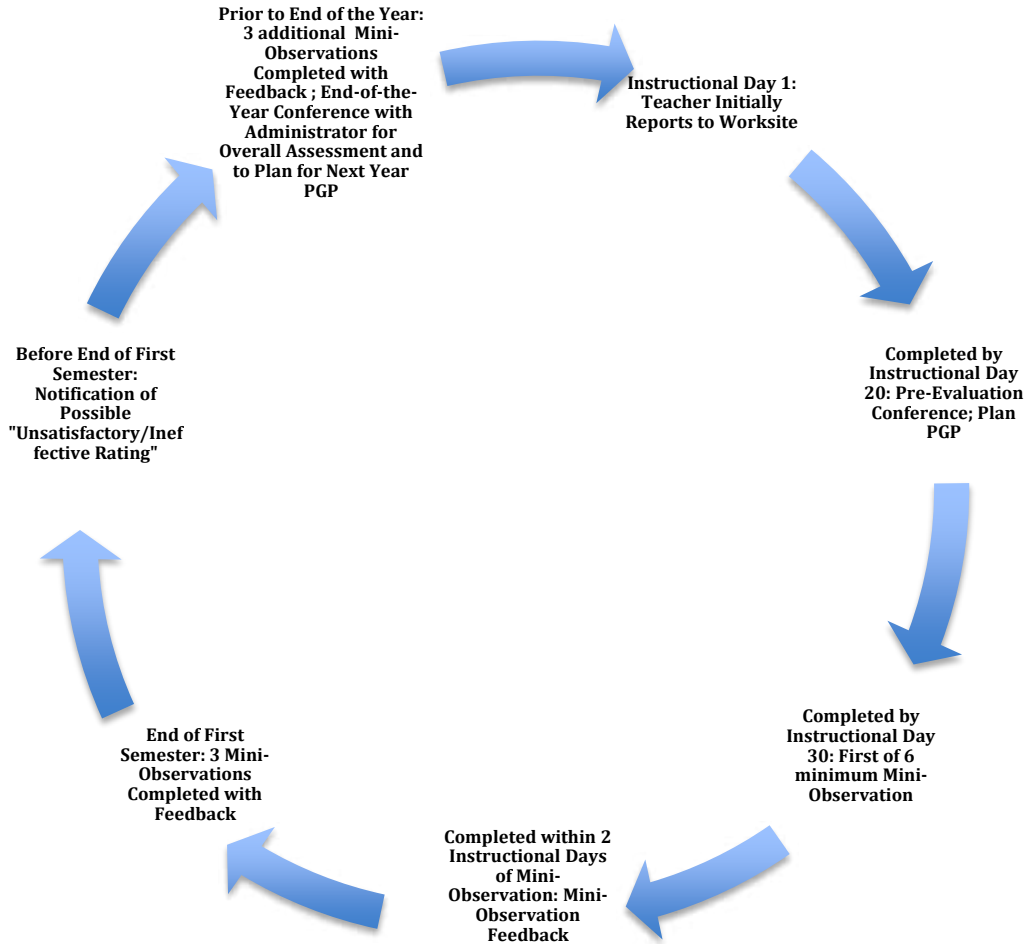 Prior to End of the Year:
3 additional Mini-
Observations
Completed with
Feedback ; End-of-the-
Year Conference with
Administrator for
Overall Assessment and
to Plan for Next Year
PGP
Instructional Day 1:
Teacher Initially
Reports to Worksite
Completed by
Instructional Day
20: Pre-Evaluation
Conference; Plan
PGP
Completed by
Instructional Day
30: First of 6
minimum Mini-
Observation
Completed within 2
Instructional Days
of Mini-
Observation: Mini-
Observation
Feedback
End of First
Semester: 3 Mini-
Observations
Completed with
Feedback
Before End of First
Semester:
Notification of
Possible
"Unsatisfactory/Inef
fective Rating"